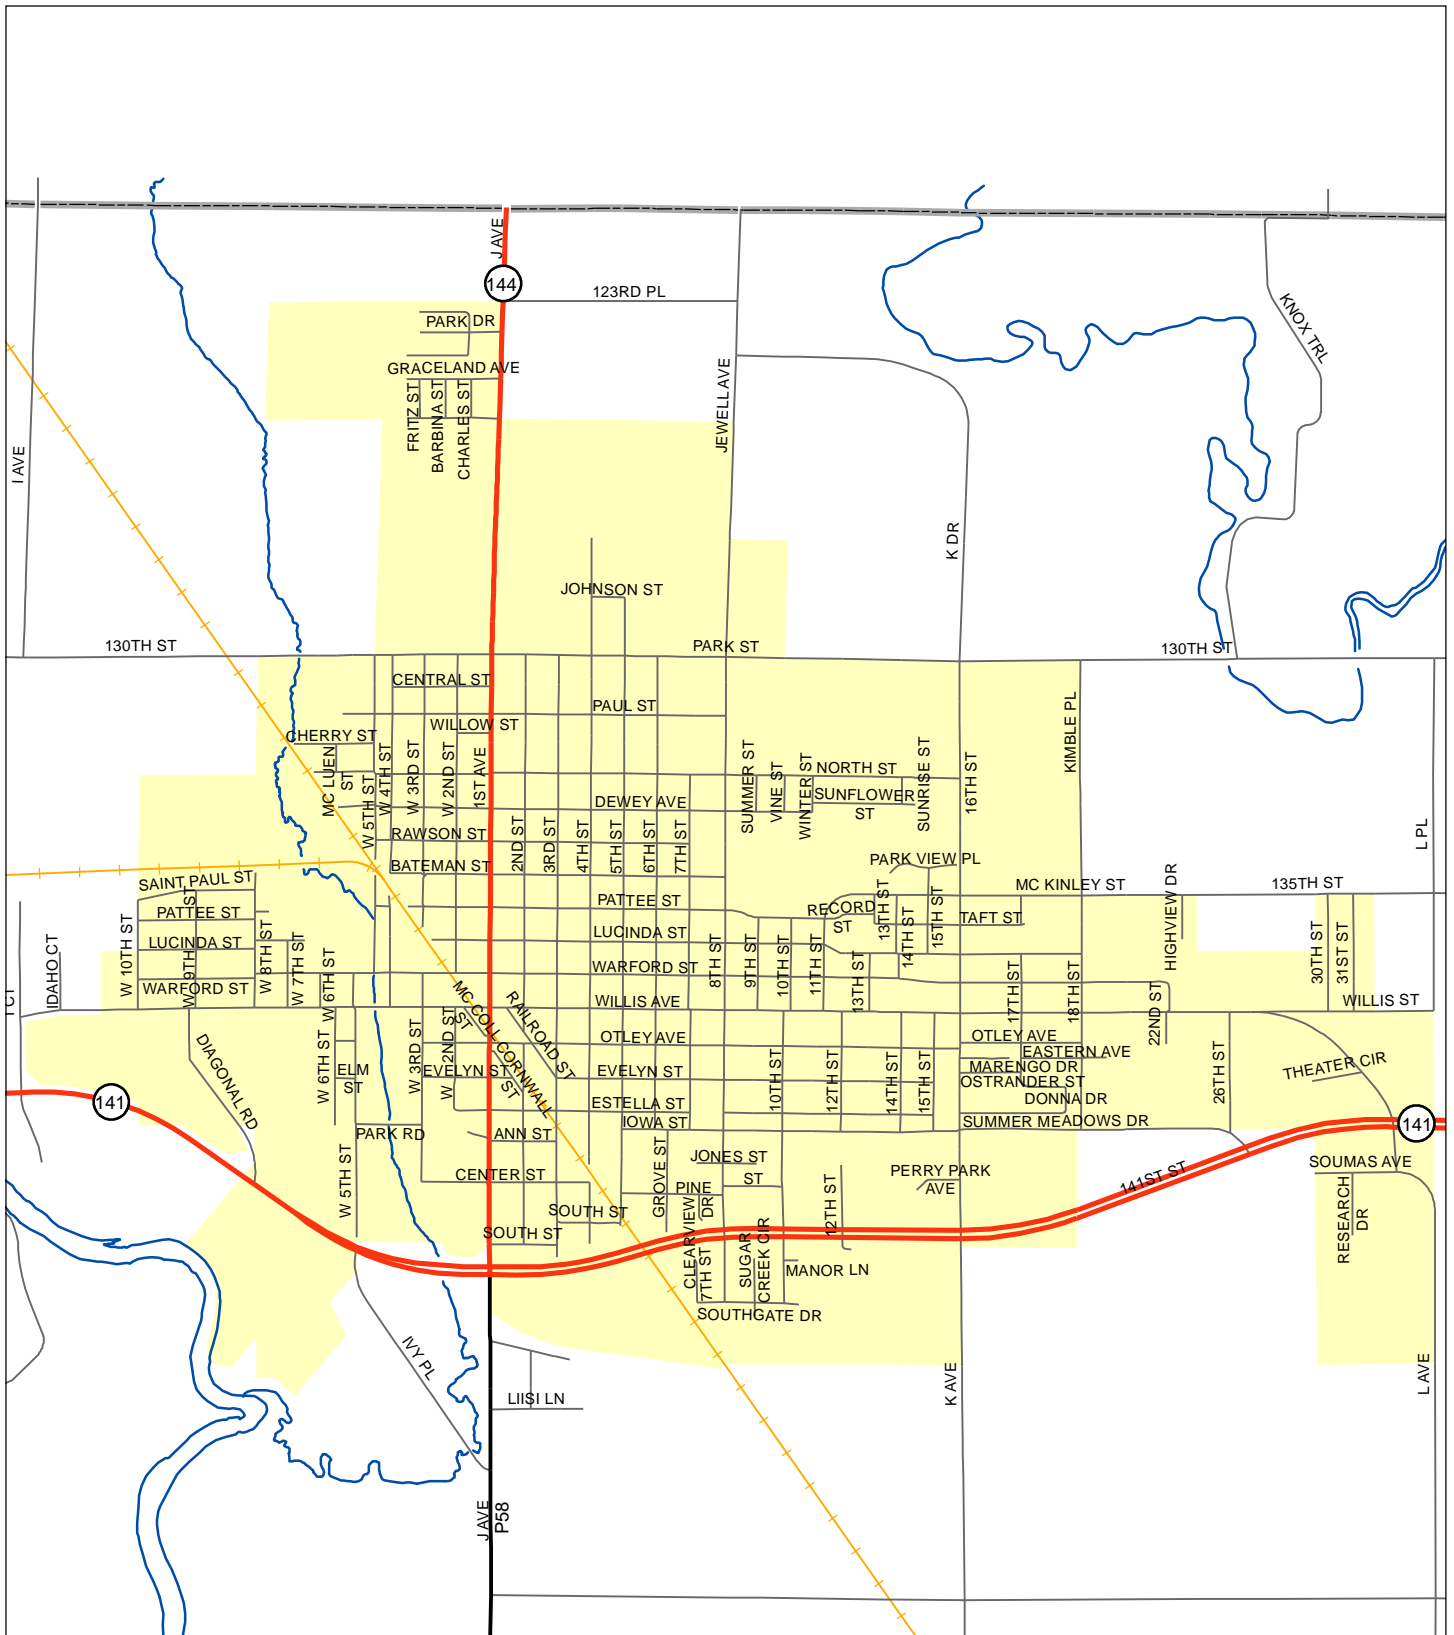 J AVE
144
123RD PL
PARK DR
GRACELAND AVE
FRITZ ST
BARBINA ST
CHARLES ST
JEWELL AVE
KNOX TRL
I AVE
K DR
JOHNSON ST
130TH ST
PARK ST
130TH ST
CENTRAL ST
PAUL ST
WILLOW ST
CHERRY ST
MC LUEN
ST
W 5TH ST
W 4TH ST
W 3RD ST
W 2ND ST
1ST AVE
KIMBLE PL
NORTH ST
SUMMER ST
VINE ST
WINTER ST
SUNFLOWER
ST
SUNRISE ST
16TH ST
DEWEY AVE
RAWSON ST
2ND ST
3RD ST
4TH ST
5TH ST
6TH ST
7TH ST
L PL
BATEMAN ST
PARK VIEW PL
SAINT PAUL ST
MC KINLEY ST
135TH ST
PATTEE ST
PATTEE ST
RECORD
ST
13TH ST
14TH ST
15TH ST
TAFT ST
HIGHVIEW DR
IDAHO CT
W 10TH ST
W 9TH ST
W 8TH ST
W 7TH ST
W 6TH ST
LUCINDA ST
LUCINDA ST
8TH ST
9TH ST
10TH ST
11TH ST
13TH ST
30TH ST
31ST ST
WARFORD ST
WARFORD ST
17TH ST
18TH ST
22ND ST
I CT
WILLIS AVE
WILLIS ST
MC COLL
ST
CORNWALL
ST
RAILROAD ST
DIAGONAL RD
W 6TH ST
W 3RD ST
W 2ND ST
OTLEY AVE
OTLEY AVE
EASTERN AVE
MARENGO DR
OSTRANDER ST
DONNA DR
THEATER CIR
ELM
ST
EVELYN ST
EVELYN ST
10TH ST
12TH ST
14TH ST
15TH ST
26TH ST
141
ESTELLA ST
IOWA ST
SUMMER MEADOWS DR
141
PARK RD
ANN ST
JONES ST
SOUMAS AVE
CENTER ST
GROVE ST
PINE
ST
PERRY PARK
AVE
141ST ST
W 5TH ST
SOUTH ST
SOUTH ST
CLEARVIEW
DR
12TH ST
RESEARCH
DR
7TH ST
SUGAR
CREEK CIR
MANOR LN
SOUTHGATE DR
IVY PL
LIISI LN
K AVE
L AVE
J AVE
P58